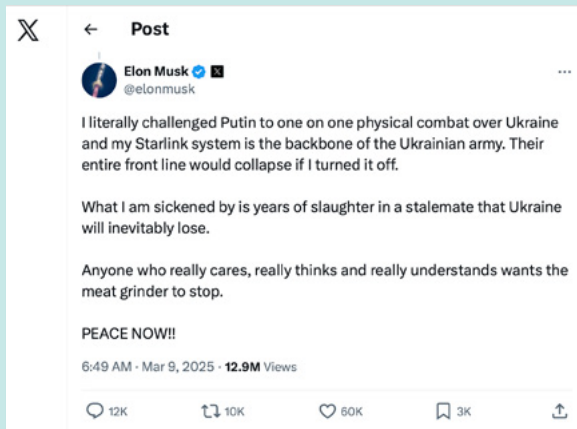 Post
Elon Musk
@elonmusk
I literally challenged Putin to one on one physical combat over Ukraine
and my Starlink system is the backbone of the Ukrainian army. Their
entire front line would collapse if I turned it off.
What I am sickened by is years of slaughter in a stalemate that Ukraine
will inevitably lose.
Anyone who really cares, really thinks and really understands wants the
meat grinder to stop.
PEACE NOW!!
6:49 AM · Mar 9, 2025 · 12.9M Views
12K 10K 60K 3K